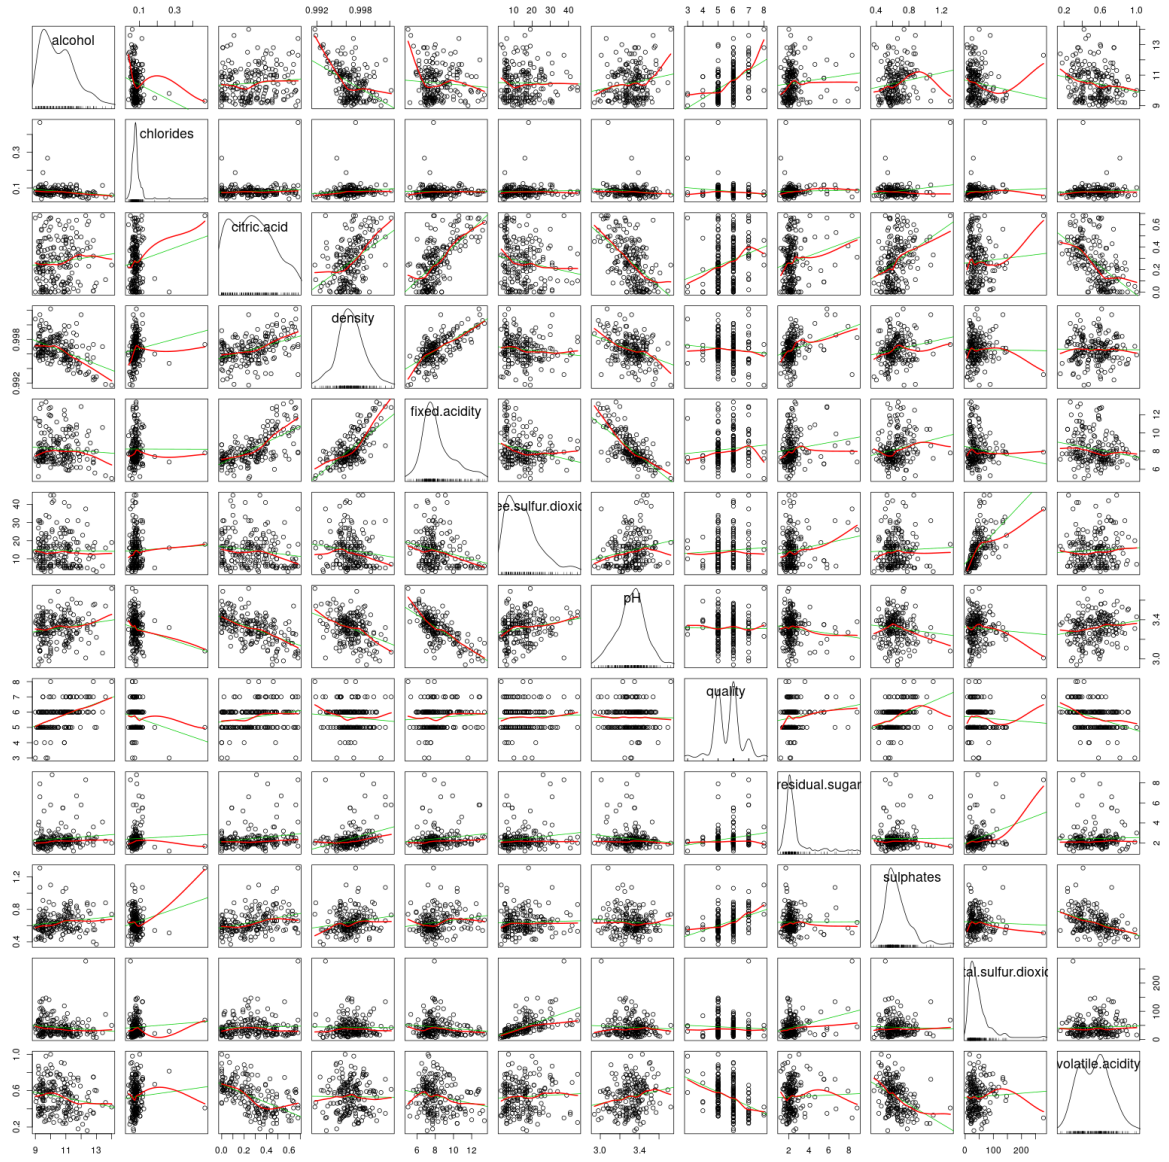 0.1 0.3 0.992 0.998 10 20 30 40 3 4 5 6 7 8 0.4 0.8 1.2 0.2 0.6 1.0
alcohol
9 11 13
chlorides
0.1 0.3
citric.acid
0.0 0.2 0.4 0.6
density
0.992 0.998
fixed.acidity
6 8 10 12
ee.sulfur.dioxid
10 20 30 40
pH
3.0 3.4
quality
3 4 5 6 7 8
residual.sugar
2 4 6 8
sulphates
0.4 0.8 1.2
tal.sulfur.dioxid
0 100 200
volatile.acidity
0.2 0.6 1.0
9 11 13 0.0 0.2 0.4 0.6 6 8 10 12 3.0 3.4 2 4 6 8 0 100 200